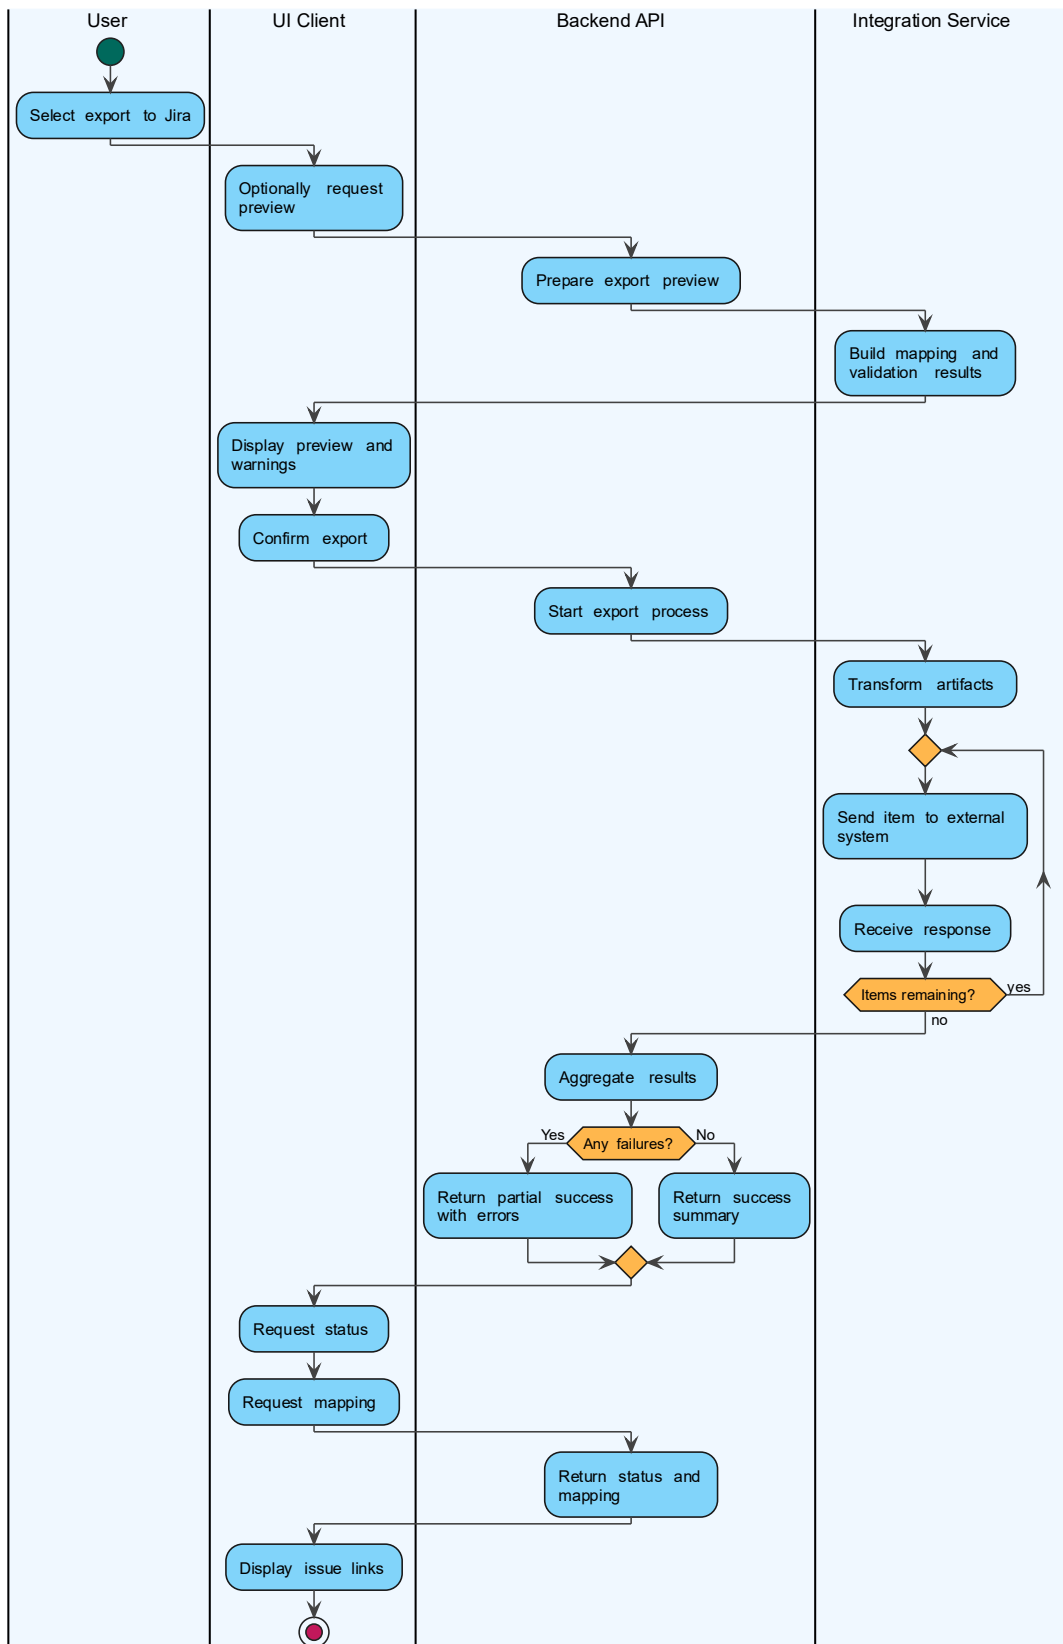 User
UI Client
Backend API
Integration Service
Select export to Jira
Optionally request
preview
Prepare export preview
Build mapping and
validation results
Display preview and
warnings
Confirm export
Start export process
Transform artifacts
Send item to external
system
Receive response
Items remaining?
yes
no
Aggregate results
Yes
Any failures?
No
Return partial success
with errors
Return success
summary
Request status
Request mapping
Return status and
mapping
Display issue links